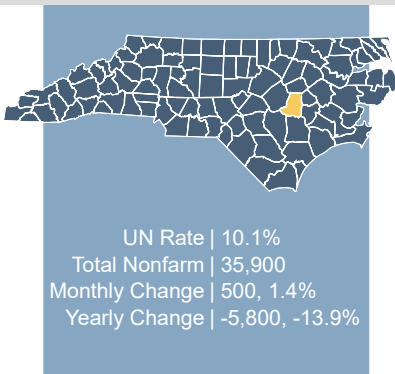 UN Rate | 10.1%
Total Nonfarm | 35,900
Monthly Change | 500, 1.4%
Yearly Change | -5,800, -13.9%